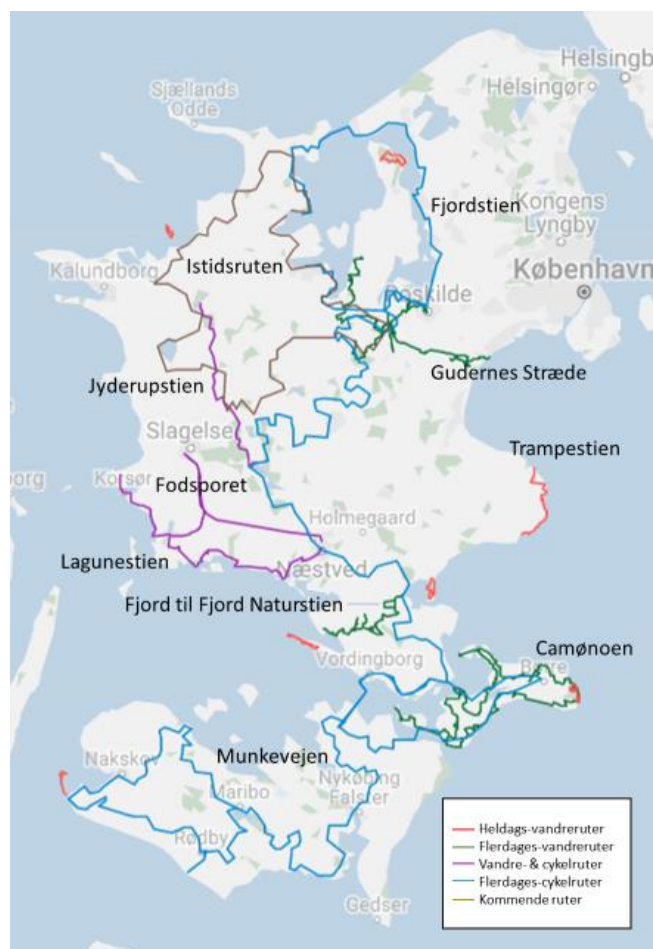 Helsingb
Helsingør
Sjællands
Odde
Fjordstien
Kongens
Lyngby
Istidsruten
Kalundborg
København
Roskilde
Gudernes Stræde
Jyderupstien
Slagelse
Trampestien
Korsør
Fodsporet
Holmegaard
Lagunestien
Næstved
Fjord til Fjord Naturstien
Camønoen
Vordingborg
Borre
Munkevejen
Nakskov
Nykøbing
Falster
Maribo
Rødby
Gedser
Heldags-vandreruter
Flerdages-vandreruter
Vandre- & cykelruter
Flerdages-cykelruter
Kommende ruter